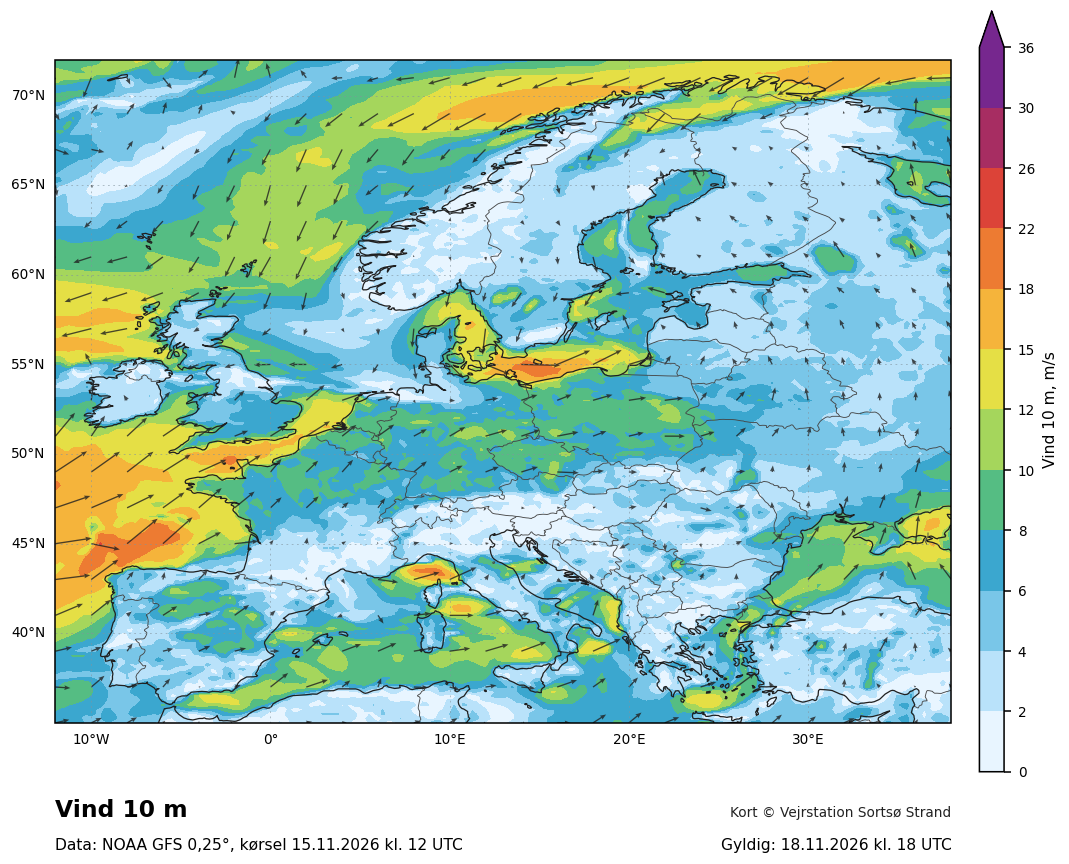 36
30
26
22
18
15
12
10
8
6
4
2
0
Vind 10 m, m/s
70°N
65°N
60°N
55°N
50°N
45°N
40°N
10°W 0° 10°E 20°E 30°E
Vind 10 m
Kort © Vejrstation Sortsø Strand
Data: NOAA GFS 0,25°, kørsel 15.11.2026 kl. 12 UTC
Gyldig: 18.11.2026 kl. 18 UTC